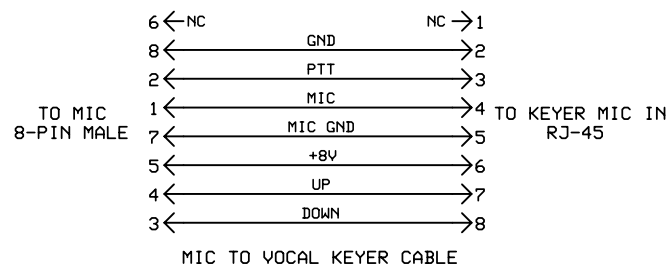 6 NC NC 1
8 GND 2
2 PTT 3
1 MIC 4
7 MIC GND 5
5 +8V 6
4 UP 7
3 DOWN 8
TO MIC
8-PIN MALE
TO KEYER MIC IN
RJ-45
MIC TO VOCAL KEYER CABLE